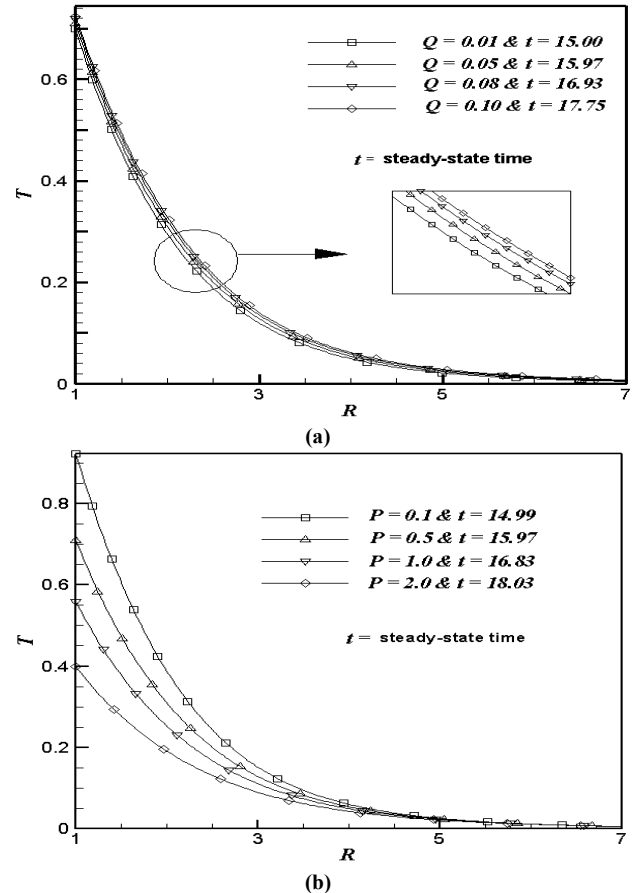 Q = 0.01 & t = 15.00
Q = 0.05 & t = 15.97
Q = 0.08 & t = 16.93
Q = 0.10 & t = 17.75
t = steady-state time
0.6
0.4
0.2
0
T
1
3
5
7
R
(a)
P = 0.1 & t = 14.99
P = 0.5 & t = 15.97
P = 1.0 & t = 16.83
P = 2.0 & t = 18.03
t = steady-state time
0.8
0.6
0.4
0.2
0
T
1
3
5
7
R
(b)